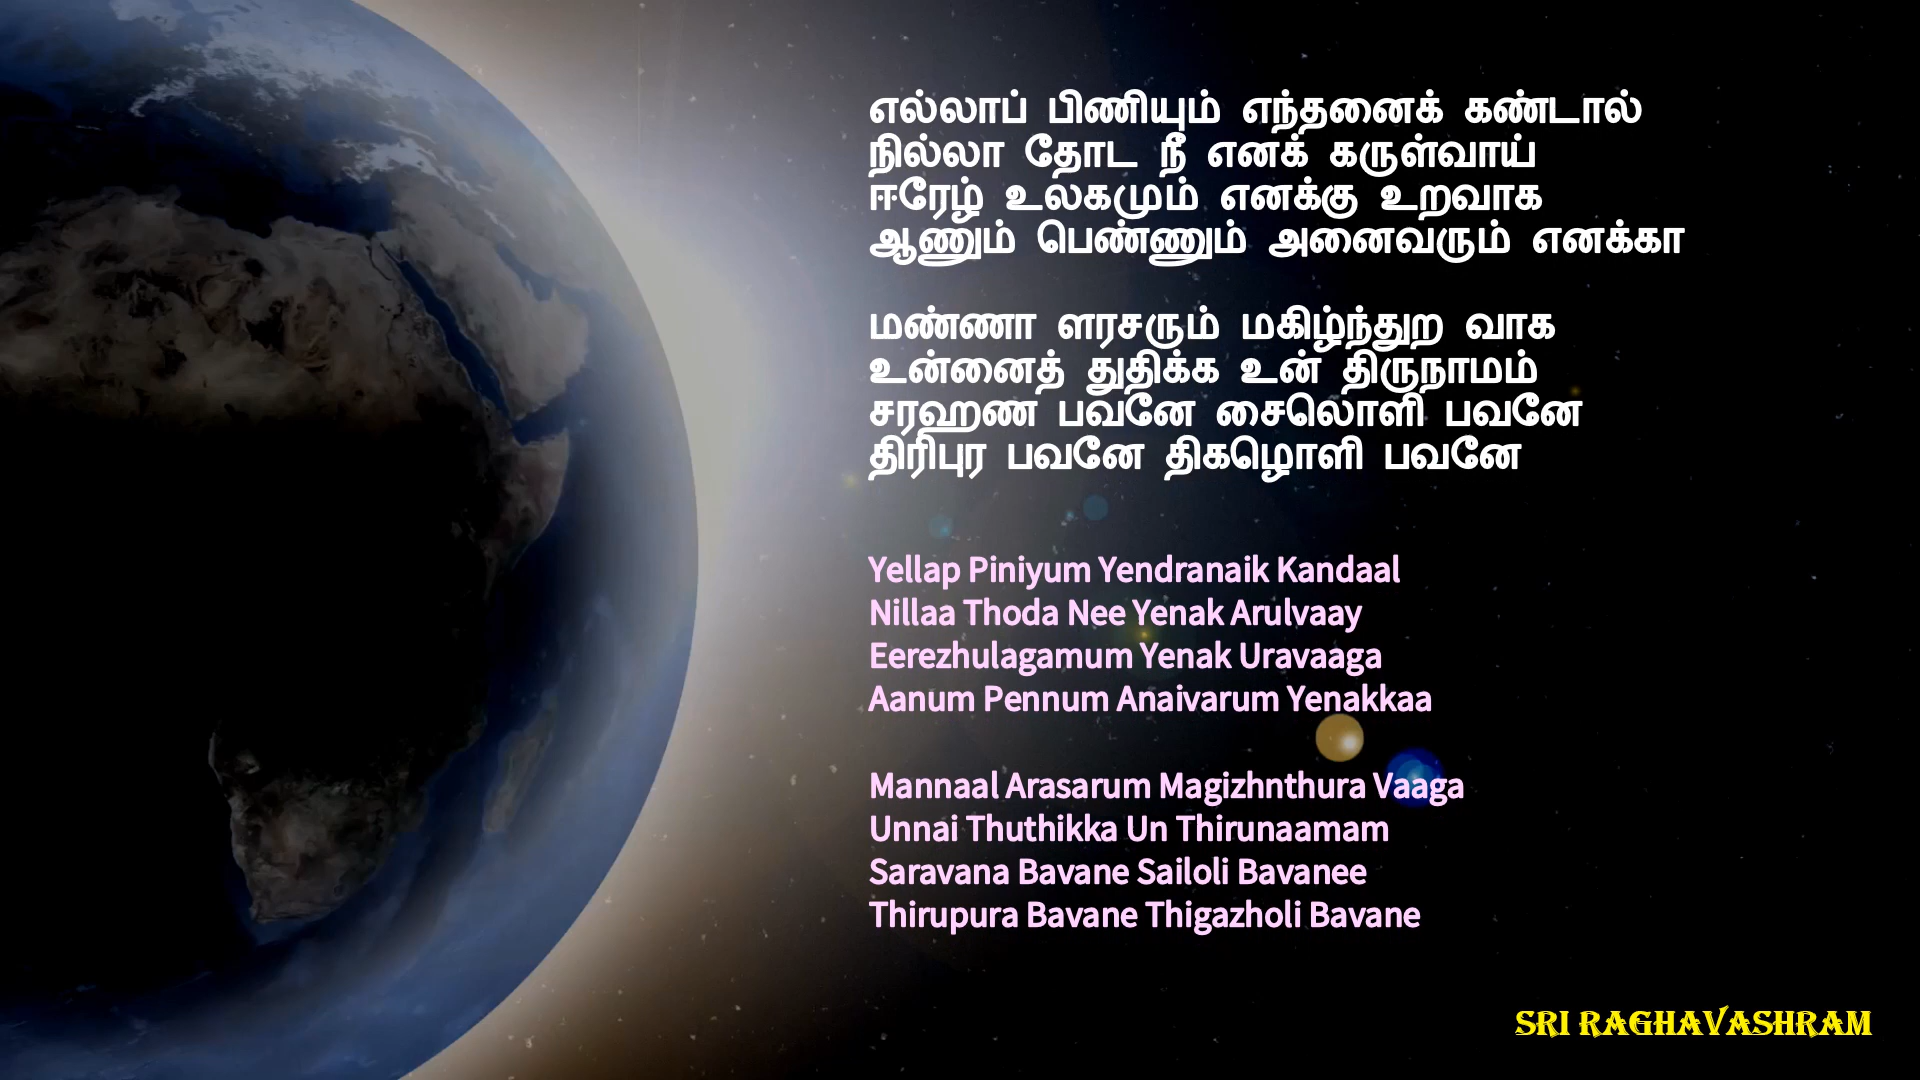 எல்லாப் பிணியும் எந்தனைக் கண்டால்
நில்லா தோட நீ எனக் கருள்வாய்
ஈரேழ் உலகமும் எனக்கு உறவாக
ஆணும் பெண்ணும் அனைவரும் எனக்கா
மண்ணா ளரசரும் மகிழ்ந்துற வாக
உன்னைத் துதிக்க உன் திருநாமம்
சரஹண பவனே சைலொளி பவனே
திரிபுர பவனே திகழொளி பவனே
Yellap Piniyum Yendranaik Kandaal
Nillaa Thoda Nee Yenak Arulvaay
Eerezhulagamum Yenak Uravaaga
Aanum Pennum Anaivarum Yenakkaa
Mannaal Arasarum Magizhnthura Vaaga
Unnai Thuthikka Un Thirunaamam
Saravana Bavane Sailoli Bavanee
Thirupura Bavane Thigazholi Bavane
SRI RAGHAVASHRAM